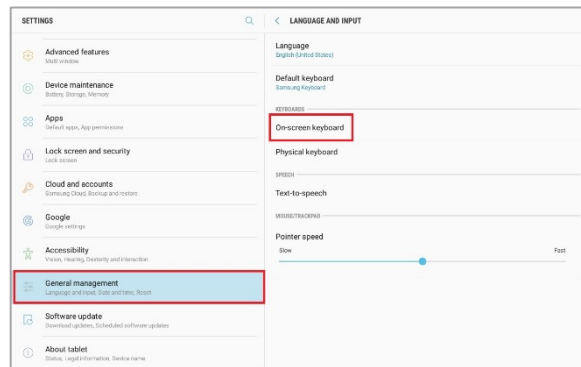 SETTINGS
Advanced features
Multi window
Device maintenance
Battery, Storage, Memory
Apps
Default apps, App permissions
Lock screen and security
Lock screen
Cloud and accounts
Samsung Cloud, Backup and restore
Google
Google settings
Accessibility
Vision, Hearing, Dexterity and interaction
General management
Language and input, Date and time, Reset
Software update
Download updates, Scheduled software updates
About tablet
Status, Legal information, Device name
LANGUAGE AND INPUT
Language
English (United States)
Default keyboard
Samsung Keyboard
KEYBOARDS
On-screen keyboard
Physical keyboard
SPEECH
Text-to-speech
MOUSE/TRACKPAD
Pointer speed
Slow
Fast